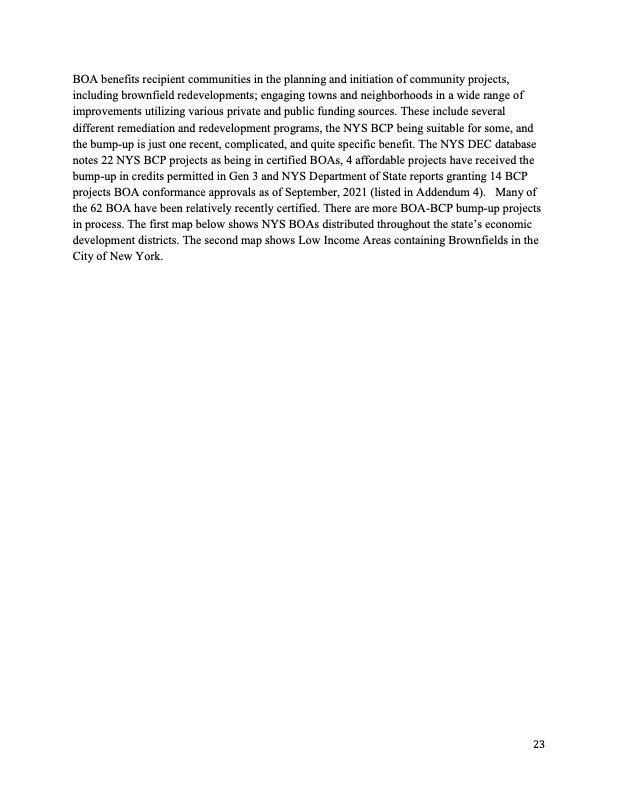 BOA benefits recipient communities in the planning and initiation of community projects,
including brownfield redevelopments; engaging towns and neighborhoods in a wide range of
improvements utilizing various private and public funding sources. These include several
different remediation and redevelopment programs, the NYS BCP being suitable for some, and
the bump-up is just one recent, complicated, and quite specific benefit. The NYS DEC database
notes 22 NYS BCP projects as being in certified BOAs, 4 affordable projects have received the
bump-up in credits permitted in Gen 3 and NYS Department of State reports granting 14 BCP
projects BOA conformance approvals as of September, 2021 (listed in Addendum 4).   Many of
the 62 BOA have been relatively recently certified. There are more BOA-BCP bump-up projects
in process. The first map below shows NYS BOAs distributed throughout the state’s economic
development districts. The second map shows Low Income Areas containing Brownfields in the
City of New York.
23